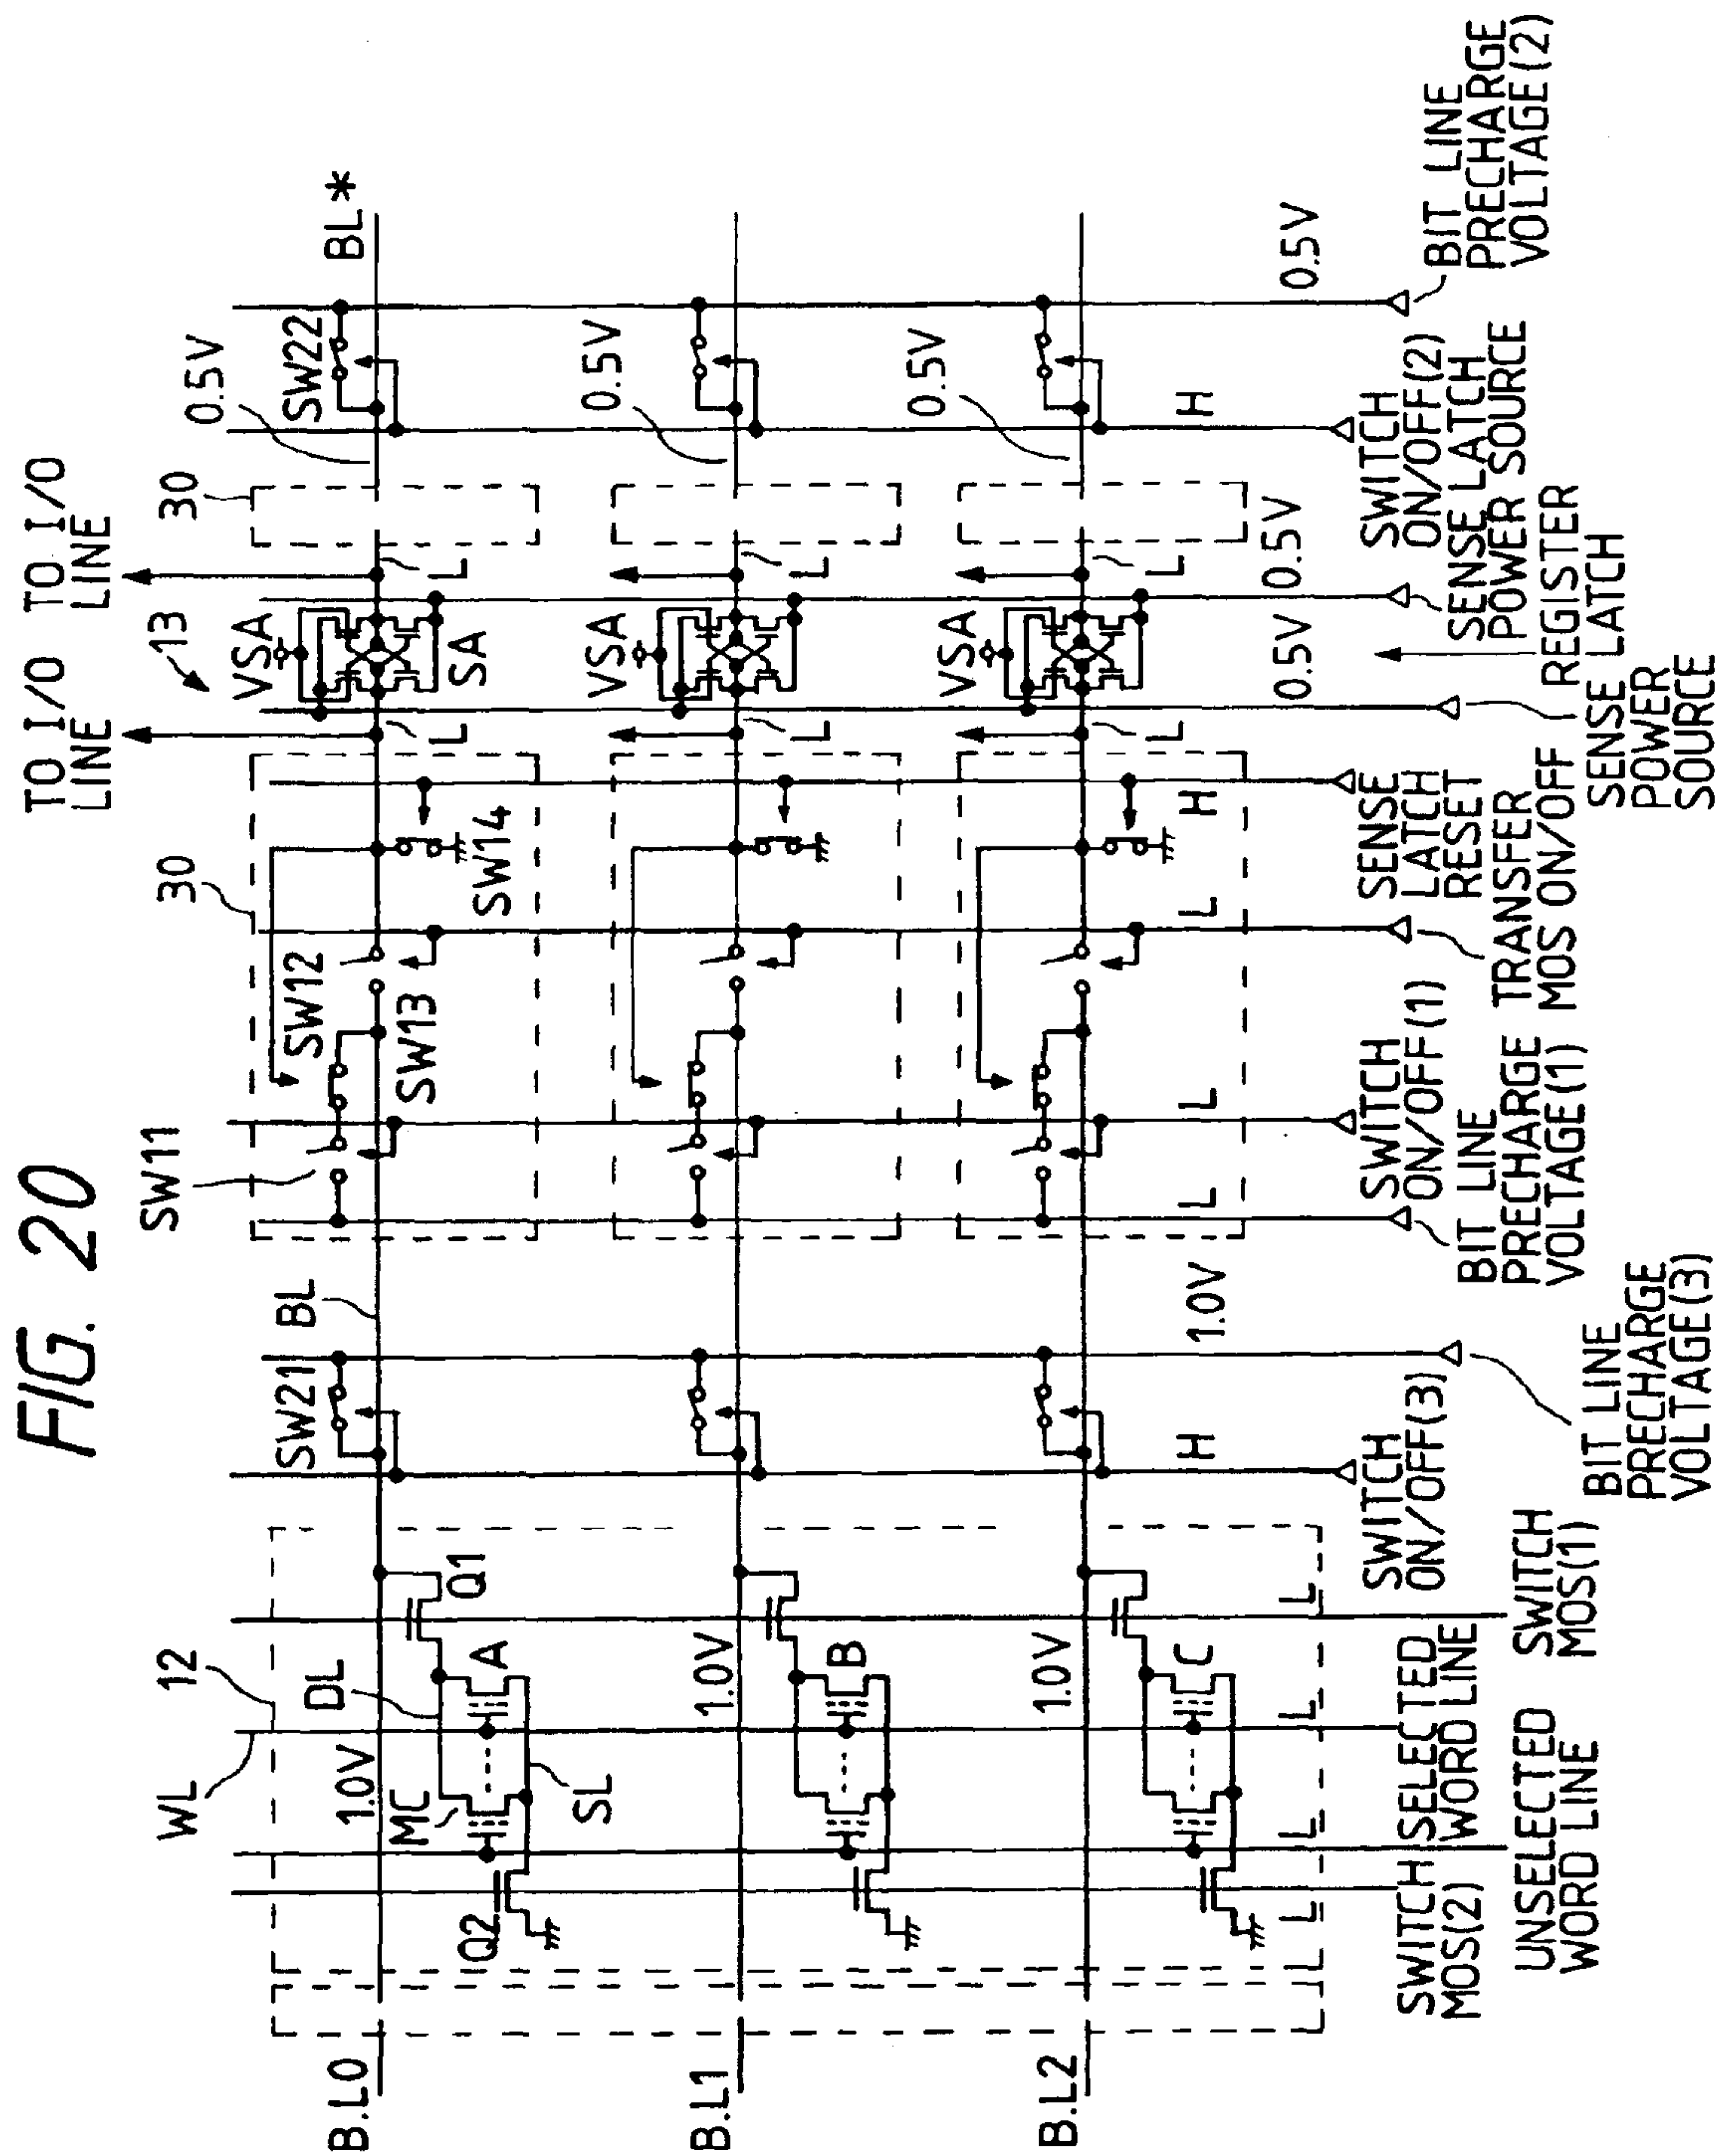 FIG. 20
TO I/O
LINE
TO I/O
LINE
SW11
30
13
30
WL
12
DL
SW21
BL
SW12
SW13
SW14
VSA
SA
0.5V
SW22
BL*
B.L0
1.0V
MC
A
Q1
Q2
SL
L
L
B.L1
1.0V
B
VSA
L
L
0.5V
B.L2
1.0V
C
VSA
L
L
0.5V
L
L
L
L
H
1.0V
L
L
L
H
0.5V
0.5V
H
0.5V
SWITCH
MOS(2)
UNSELECTED
WORD LINE
SELECTED
WORD LINE
SWITCH
MOS(1)
SWITCH
ON/OFF(3)
BIT LINE
PRECHARGE
VOLTAGE(3)
BIT LINE
PRECHARGE
VOLTAGE(1)
SWITCH
ON/OFF(1)
TRANSFER
MOS ON/OFF
SENSE
LATCH
RESET
SENSE LATCH
POWER
SOURCE
REGISTER
SENSE LATCH
POWER SOURCE
SWITCH
ON/OFF(2)
BIT LINE
PRECHARGE
VOLTAGE(2)